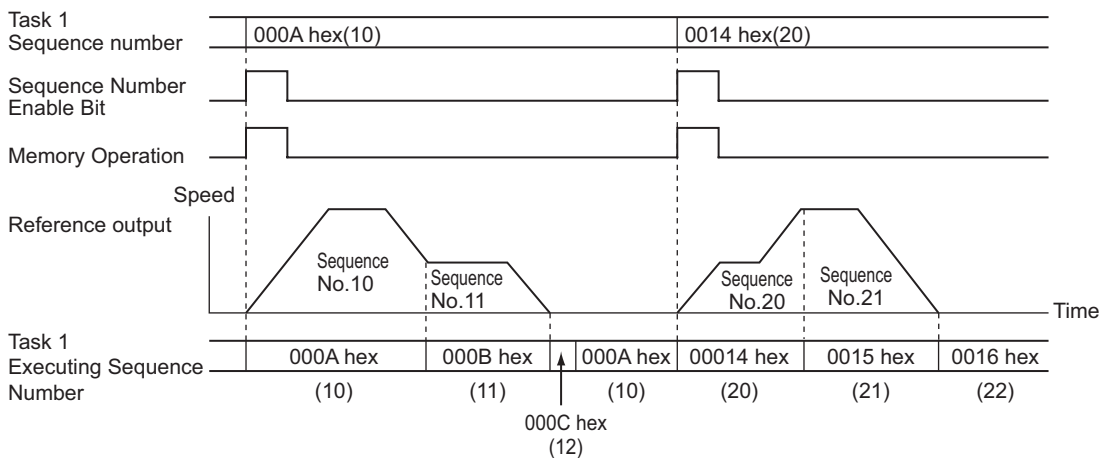 Task 1
Sequence number
000A hex(10)
0014 hex(20)
Sequence Number
Enable Bit
Memory Operation
Speed
Reference output
Sequence
No.10
Sequence
No.11
Sequence
No.20
Sequence
No.21
Time
Task 1
Executing Sequence
Number
000A hex
000B hex
000A hex
00014 hex
0015 hex
0016 hex
(10)
(11)
(10)
(20)
(21)
(22)
000C hex
(12)